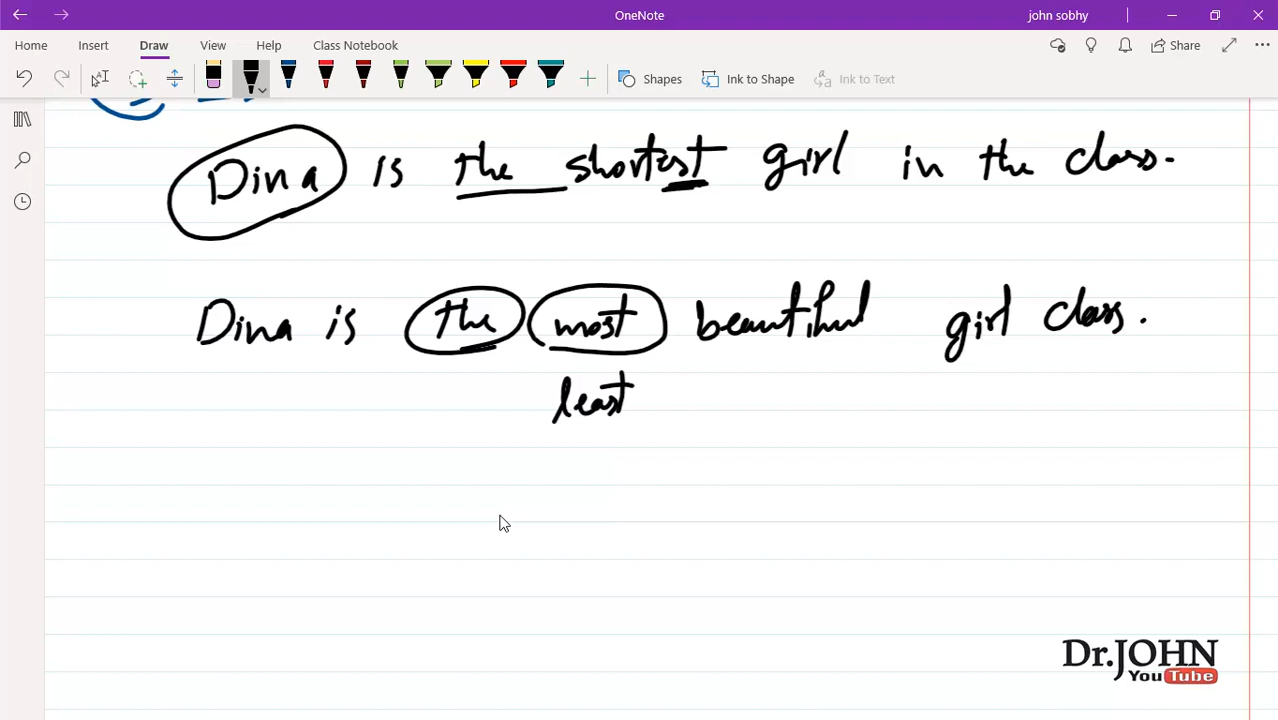 OneNote
john sobhy
Home Insert Draw View Help Class Notebook
Share
Shapes Ink to Shape Ink to Text
Dina is the shortest girl in the class.
Dina is the most beautiful girl class.
least
Dr.JOHN
YouTube